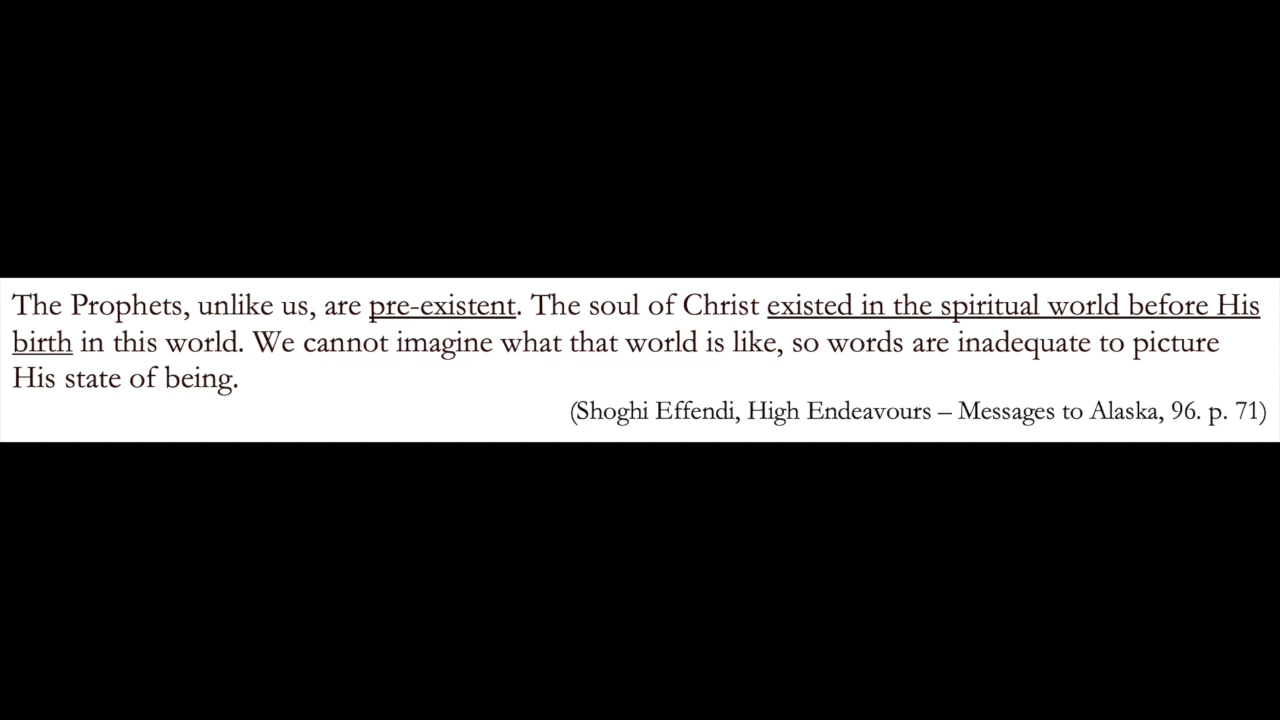 The Prophets, unlike us, are pre-existent. The soul of Christ existed in the spiritual world before His
birth in this world. We cannot imagine what that world is like, so words are inadequate to picture
His state of being.
(Shoghi Effendi, High Endeavours – Messages to Alaska, 96. p. 71)